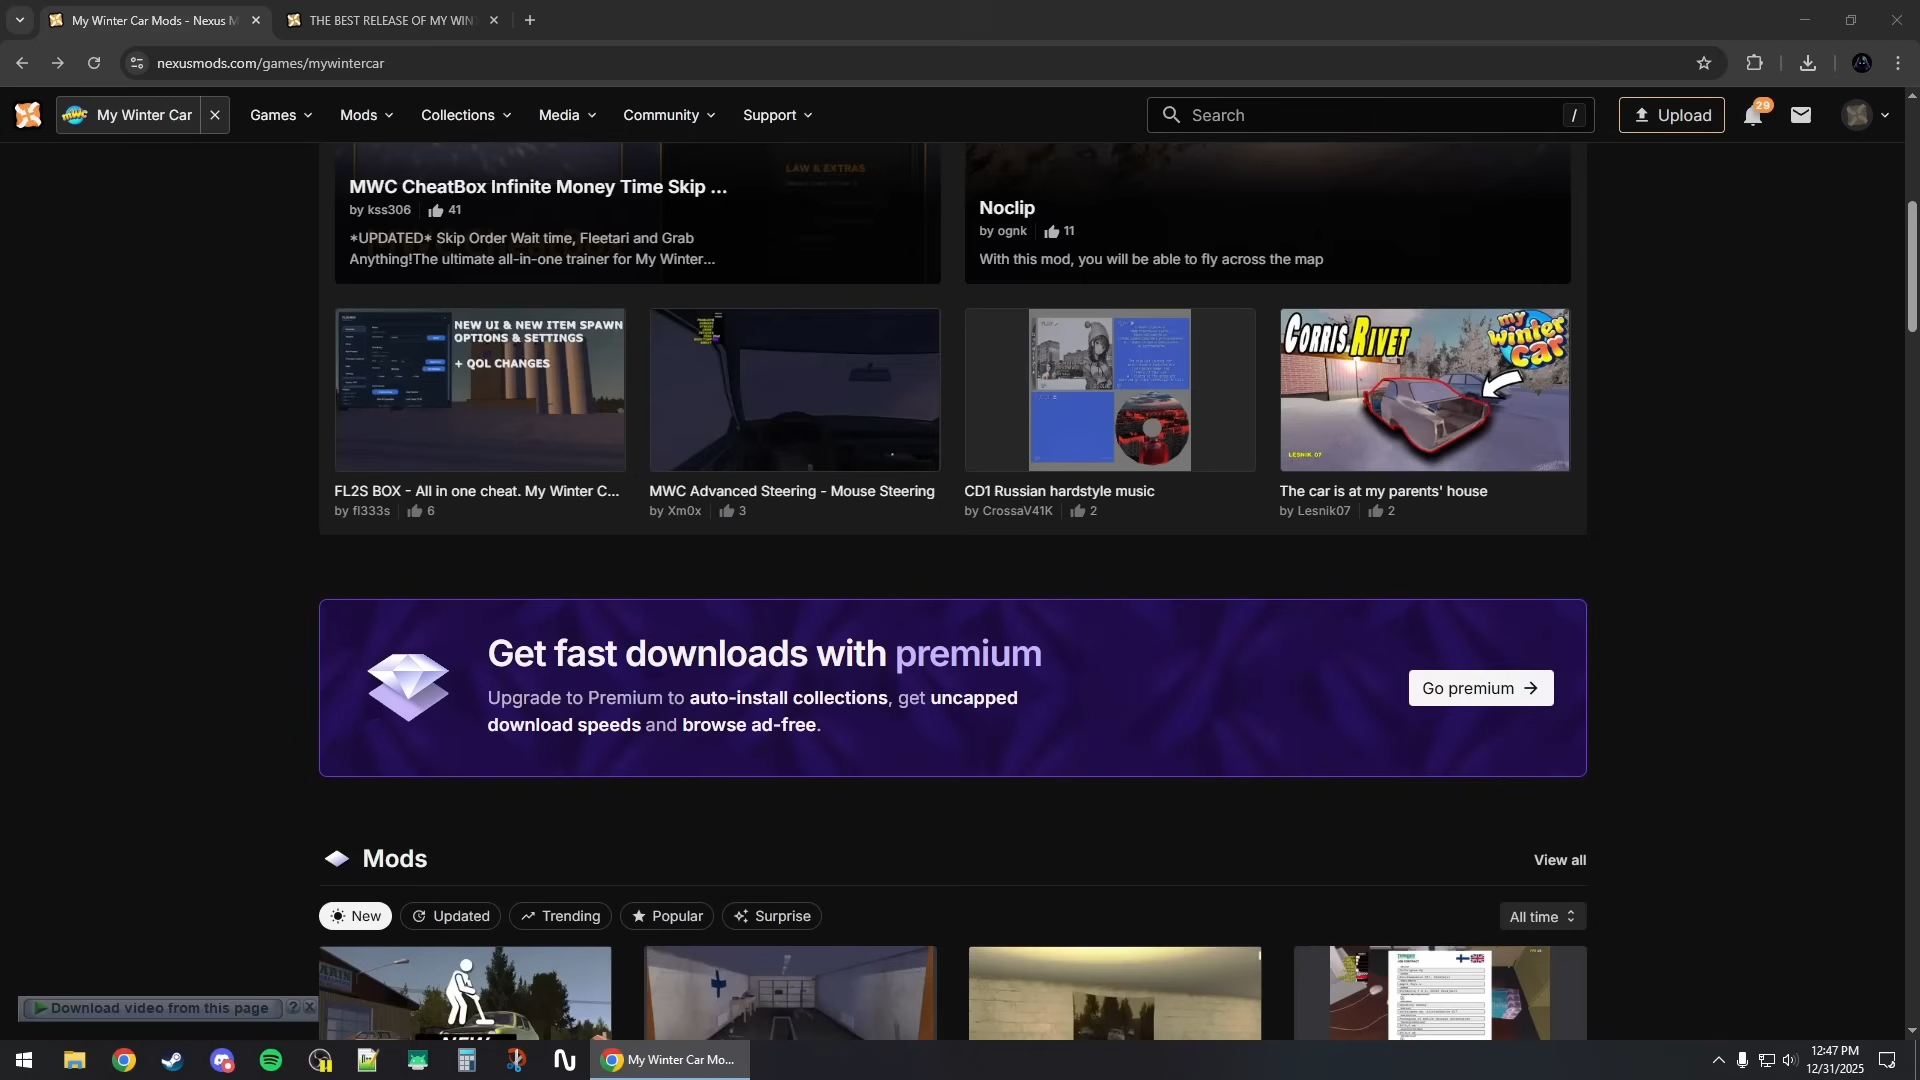 My Winter Car Mods - Nexus M
THE BEST RELEASE OF MY WIN
nexusmods.com/games/mywintercar
My Winter Car
Games
Mods
Collections
Media
Community
Support
Search
/
Upload
29
LAW & EXTRAS
MWC CheatBox Infinite Money Time Skip ...
by kss306
41
*UPDATED* Skip Order Wait time, Fleetari and Grab
Anything!The ultimate all-in-one trainer for My Winter...
Noclip
by ognk
11
With this mod, you will be able to fly across the map
NEW UI & NEW ITEM SPAWN
OPTIONS & SETTINGS
+ QOL CHANGES
CORRIS RIVET
my winter car
LESNIK 07
FL2S BOX - All in one cheat. My Winter C...
by fl333s
6
MWC Advanced Steering - Mouse Steering
by Xm0x
3
CD1 Russian hardstyle music
by CrossaV41K
2
The car is at my parents' house
by Lesnik07
2
Get fast downloads with premium
Upgrade to Premium to auto-install collections, get uncapped
download speeds and browse ad-free.
Go premium
Mods
View all
New
Updated
Trending
Popular
Surprise
All time
NEW
JOB CONTRACT
Download video from this page
?
My Winter Car Mo...
12:47 PM
12/31/2025